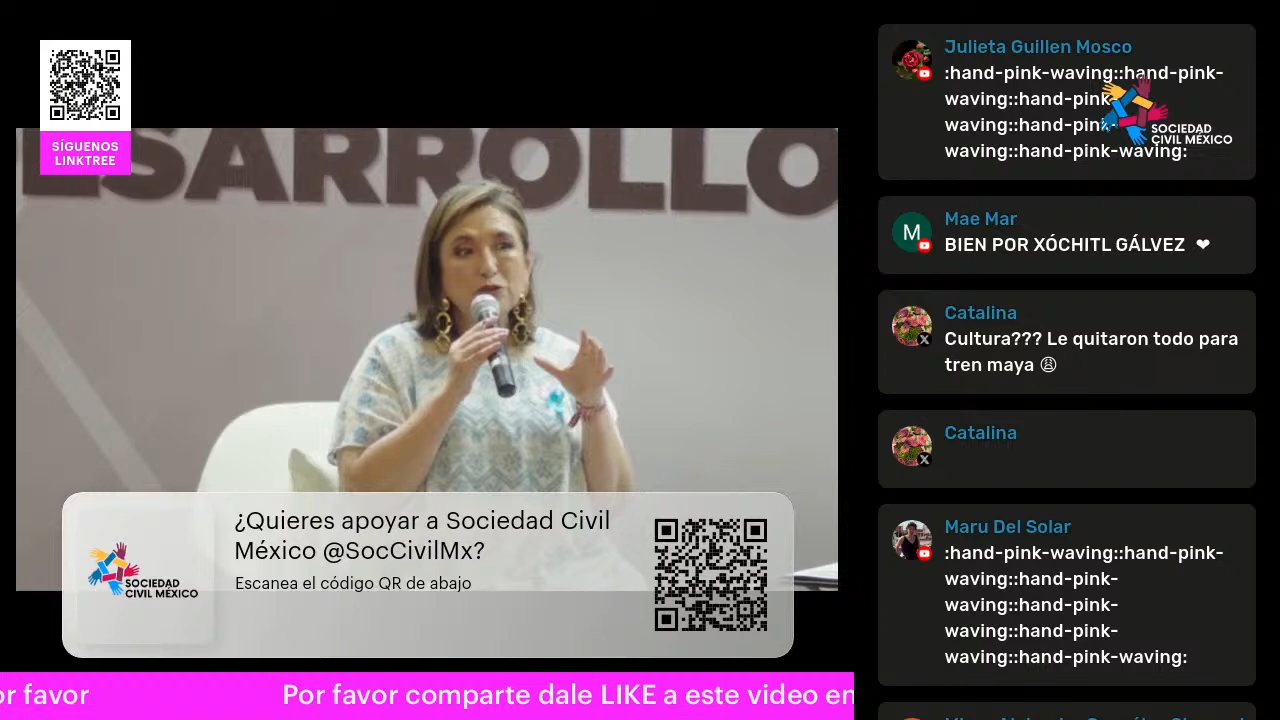 SÍGUENOS
LINKTREE
ESARROLLO
¿Quieres apoyar a Sociedad Civil
México @SocCivilMx?
Escanea el código QR de abajo
SOCIEDAD
CIVIL MÉXICO
or favor
Por favor comparte dale LIKE a este video en
Julieta Guillen Mosco
:hand-pink-waving::hand-pink-
waving::hand-pink-
waving::hand-pink-
waving::hand-pink-waving:
SOCIEDAD
CIVIL MÉXICO
M
Mae Mar
BIEN POR XÓCHITL GÁLVEZ ❤
Catalina
Cultura??? Le quitaron todo para
tren maya 😩
Catalina
Maru Del Solar
:hand-pink-waving::hand-pink-
waving::hand-pink-
waving::hand-pink-
waving::hand-pink-
waving::hand-pink-waving: